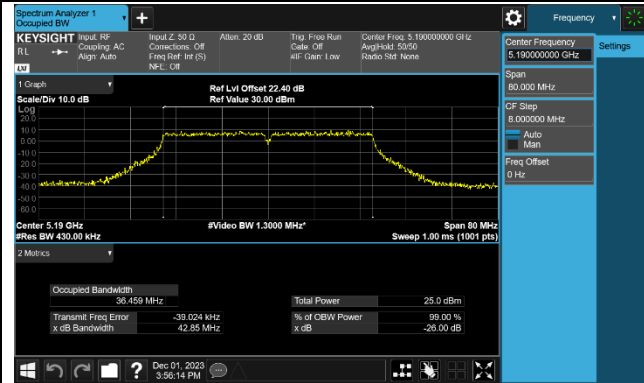 Spectrum Analyzer 1
Occupied BW
Frequency
KEYSIGHT
RL
LXI
Input: RF
Coupling: AC
Align: Auto
Input Z: 50 Ω
Corrections: Off
Freq Ref: Int (S)
NFE: Off
Atten: 20 dB
Trig: Free Run
Gate: Off
#IF Gain: Low
Center Freq: 5.190000000 GHz
Avg|Hold: 50/50
Radio Std: None
Center Frequency
5.190000000 GHz
Settings
Span
80.000 MHz
CF Step
8.000000 MHz
Auto
Man
Freq Offset
0 Hz
1 Graph
Scale/Div 10.0 dB
Ref Lvl Offset 22.40 dB
Ref Value 30.00 dBm
Log
20.0
10.0
0.00
-10.0
-20.0
-30.0
-40.0
-50.0
-60.0
Center 5.19 GHz
#Res BW 430.00 kHz
#Video BW 1.3000 MHz*
Span 80 MHz
Sweep 1.00 ms (1001 pts)
2 Metrics
Occupied Bandwidth
36.459 MHz
Total Power 25.0 dBm
Transmit Freq Error -39.024 kHz
% of OBW Power 99.00 %
x dB Bandwidth 42.85 MHz
x dB -26.00 dB
?
Dec 01, 2023
3:56:14 PM